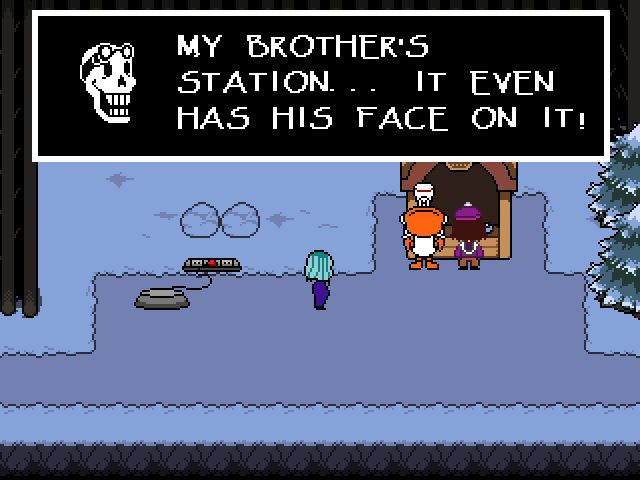 MY BROTHER'S
STATION... IT EVEN
HAS HIS FACE ON IT!